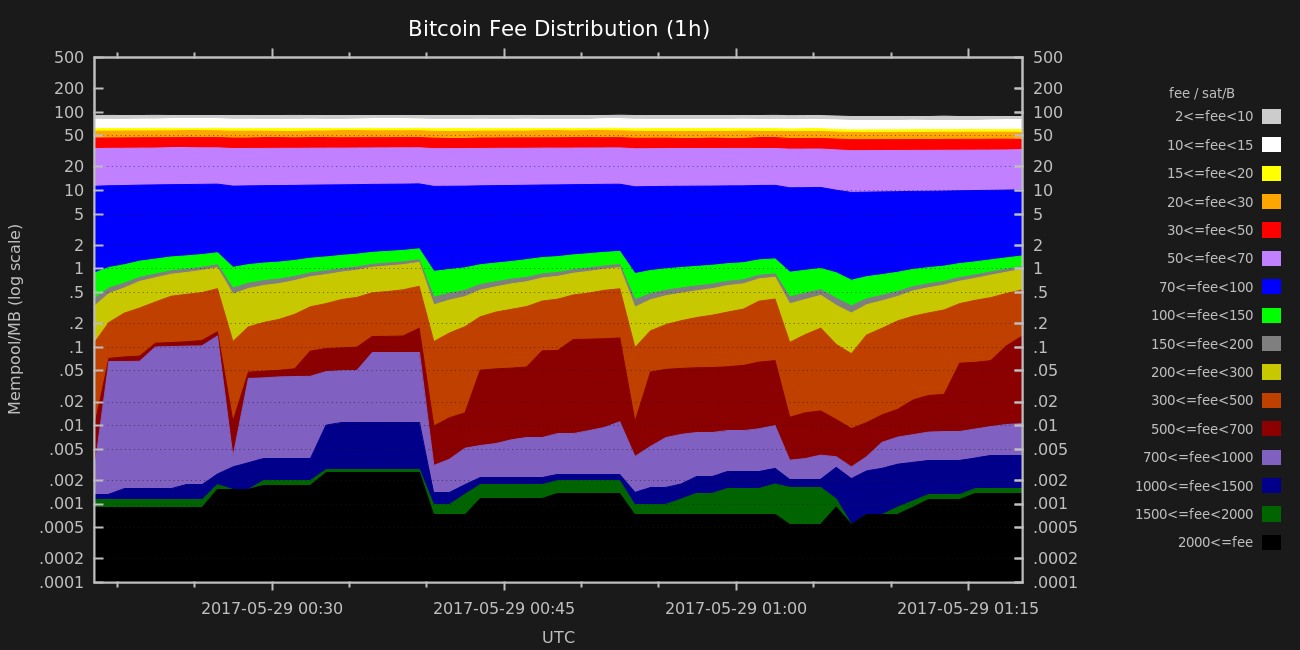 Bitcoin Fee Distribution (1h)
500
200
100
50
20
10
5
2
1
.5
.2
.1
.05
.02
.01
.005
.002
.001
.0005
.0002
.0001
Mempool/MB (log scale)
500
200
100
50
20
10
5
2
1
.5
.2
.1
.05
.02
.01
.005
.002
.001
.0005
.0002
.0001
2017-05-29 00:30
2017-05-29 00:45
2017-05-29 01:00
2017-05-29 01:15
UTC
fee / sat/B
2<=fee<10
10<=fee<15
15<=fee<20
20<=fee<30
30<=fee<50
50<=fee<70
70<=fee<100
100<=fee<150
150<=fee<200
200<=fee<300
300<=fee<500
500<=fee<700
700<=fee<1000
1000<=fee<1500
1500<=fee<2000
2000<=fee